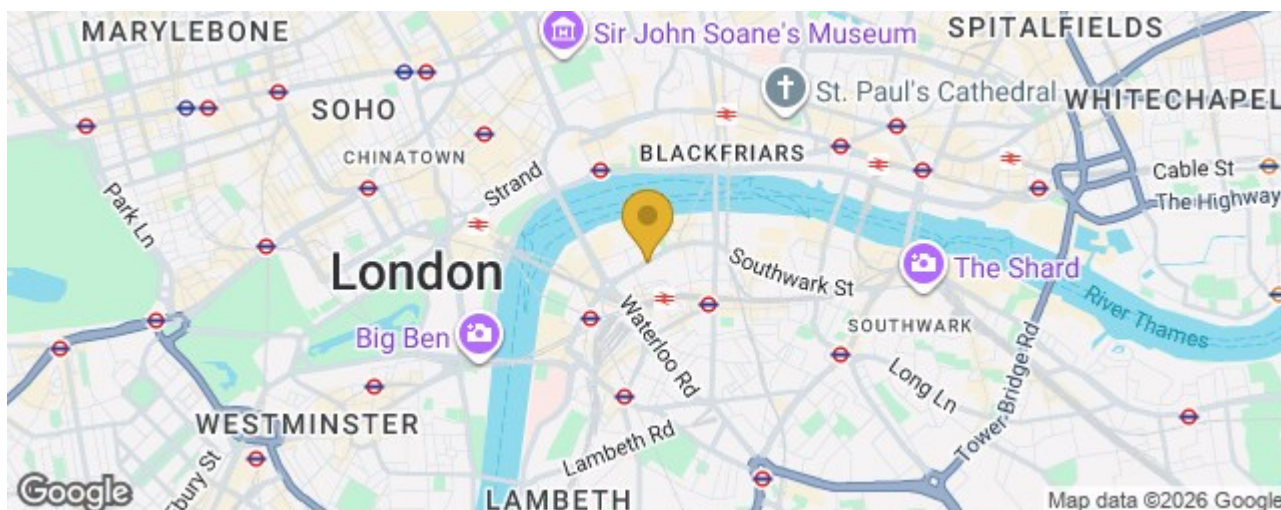 MARYLEBONE
Sir John Soane's Museum
SPITALFIELDS
SOHO
St. Paul's Cathedral
WHITECHAPEL
CHINATOWN
Strand
BLACKFRIARS
Cable St
The Highway
Park Ln
London
Southwark St
The Shard
River Thames
Big Ben
Waterloo Rd
SOUTHWARK
Long Ln
Tower Bridge Rd
WESTMINSTER
Lambeth Rd
bury St
LAMBETH
Google
Map data ©2026 Google